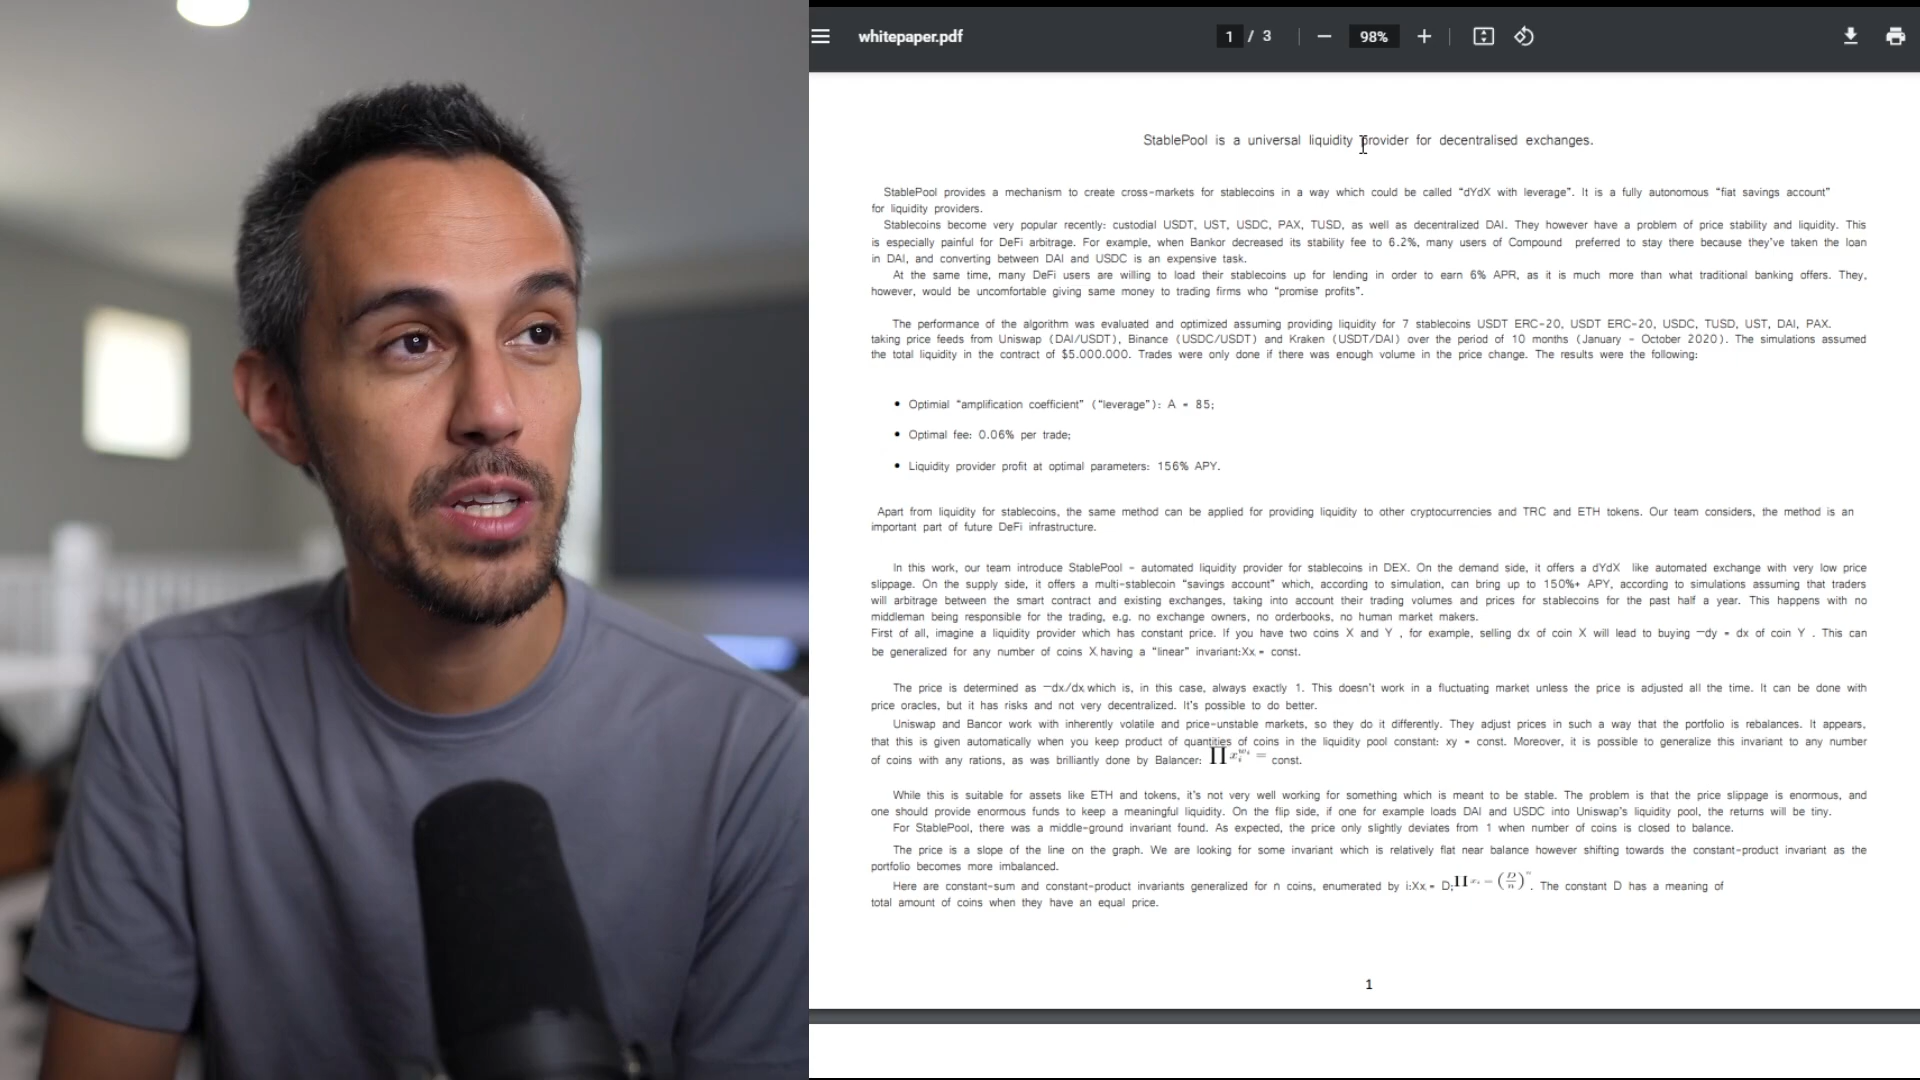 whitepaper.pdf
1 / 3
98%
StablePool is a universal liquidity provider for decentralised exchanges.
StablePool provides a mechanism to create cross-markets for stablecoins in a way which could be called “dYdX with leverage”. It is a fully autonomous “fiat savings account”
for liquidity providers.
Stablecoins become very popular recently: custodial USDT, UST, USDC, PAX, TUSD, as well as decentralized DAI. They however have a problem of price stability and liquidity. This
is especially painful for DeFi arbitrage. For example, when Bankor decreased its stability fee to 6.2%, many users of Compound preferred to stay there because they’ve taken the loan
in DAI, and converting between DAI and USDC is an expensive task.
At the same time, many DeFi users are willing to load their stablecoins up for lending in order to earn 6% APR, as it is much more than what traditional banking offers. They,
however, would be uncomfortable giving same money to trading firms who “promise profits”.
The performance of the algorithm was evaluated and optimized assuming providing liquidity for 7 stablecoins USDT ERC-20, USDT ERC-20, USDC, TUSD, UST, DAI, PAX.
taking price feeds from Uniswap (DAI/USDT), Binance (USDC/USDT) and Kraken (USDT/DAI) over the period of 10 months (January - October 2020). The simulations assumed
the total liquidity in the contract of $5.000.000. Trades were only done if there was enough volume in the price change. The results were the following:
• Optimial “amplification coefficient” (“leverage”): A = 85;
• Optimal fee: 0.06% per trade;
• Liquidity provider profit at optimal parameters: 156% APY.
Apart from liquidity for stablecoins, the same method can be applied for providing liquidity to other cryptocurrencies and TRC and ETH tokens. Our team considers, the method is an
important part of future DeFi infrastructure.
In this work, our team introduce StablePool - automated liquidity provider for stablecoins in DEX. On the demand side, it offers a dYdX like automated exchange with very low price
slippage. On the supply side, it offers a multi-stablecoin “savings account” which, according to simulation, can bring up to 150%+ APY, according to simulations assuming that traders
will arbitrage between the smart contract and existing exchanges, taking into account their trading volumes and prices for stablecoins for the past half a year. This happens with no
middleman being responsible for the trading, e.g. no exchange owners, no orderbooks, no human market makers.
First of all, imagine a liquidity provider which has constant price. If you have two coins X and Y , for example, selling dx of coin X will lead to buying −dy = dx of coin Y . This can
be generalized for any number of coins X, having a “linear” invariant:Xx = const.
The price is determined as −dx/dx which is, in this case, always exactly 1. This doesn’t work in a fluctuating market unless the price is adjusted all the time. It can be done with
price oracles, but it has risks and not very decentralized. It’s possible to do better.
Uniswap and Bancor work with inherently volatile and price-unstable markets, so they do it differently. They adjust prices in such a way that the portfolio is rebalances. It appears,
that this is given automatically when you keep product of quantities of coins in the liquidity pool constant: xy = const. Moreover, it is possible to generalize this invariant to any number
of coins with any rations, as was brilliantly done by Balancer: ∏ x_i^{w_i} = const.
While this is suitable for assets like ETH and tokens, it’s not very well working for something which is meant to be stable. The problem is that the price slippage is enormous, and
one should provide enormous funds to keep a meaningful liquidity. On the flip side, if one for example loads DAI and USDC into Uniswap’s liquidity pool, the returns will be tiny.
For StablePool, there was a middle-ground invariant found. As expected, the price only slightly deviates from 1 when number of coins is closed to balance.
The price is a slope of the line on the graph. We are looking for some invariant which is relatively flat near balance however shifting towards the constant-product invariant as the
portfolio becomes more imbalanced.
Here are constant-sum and constant-product invariants generalized for n coins, enumerated by i:Xx = D; ∏ x_i = (D/n)^n. The constant D has a meaning of
total amount of coins when they have an equal price.
1